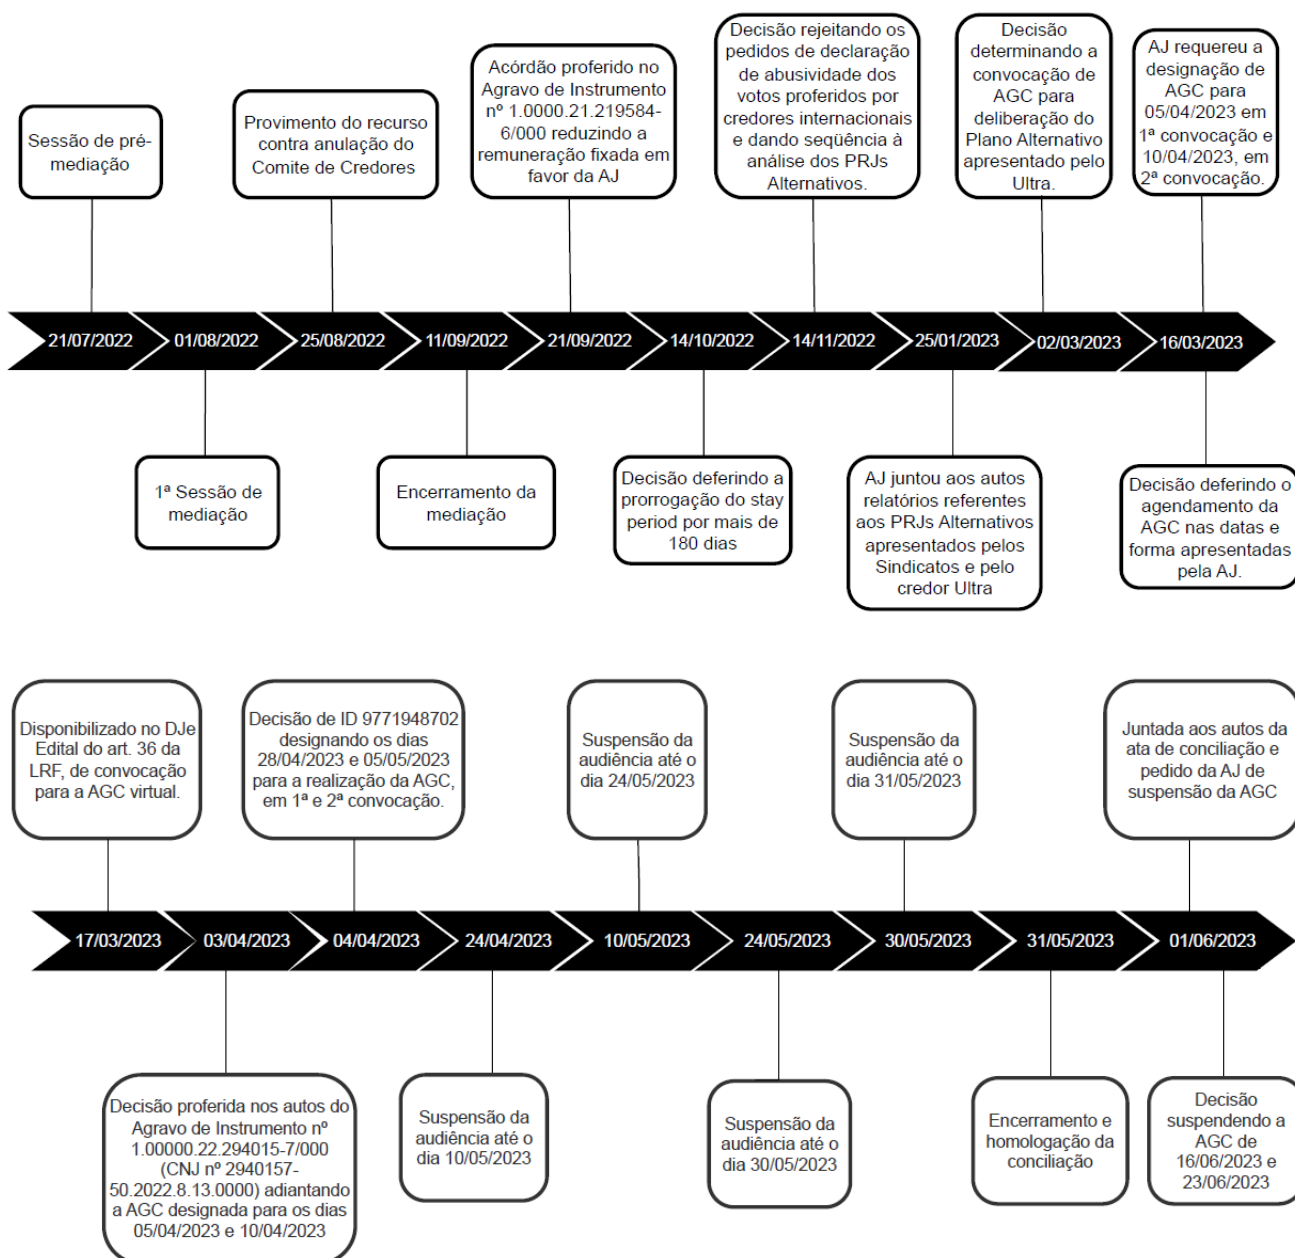 Sessão de pré-
mediação
Provimento do recurso
contra anulação do
Comite de Credores
Acórdão proferido no
Agravo de Instrumento
nº 1.0000.21.219584-
6/000 reduzindo a
remuneração fixada em
favor da AJ
Decisão rejeitando os
pedidos de declaração
de abusividade dos
votos proferidos por
credores internacionais
e dando seqüência à
análise dos PRJs
Alternativos.
Decisão
determinando a
convocação de
AGC para
deliberação do
Plano Alternativo
apresentado pelo
Ultra.
AJ requereu a
designação de
AGC para
05/04/2023 em
1ª convocação e
10/04/2023, em
2ª convocação.
21/07/2022
01/08/2022
25/08/2022
11/09/2022
21/09/2022
14/10/2022
14/11/2022
25/01/2023
02/03/2023
16/03/2023
1ª Sessão de
mediação
Encerramento da
mediação
Decisão deferindo a
prorrogação do stay
period por mais de
180 dias
AJ juntou aos autos
relatórios referentes
aos PRJs Alternativos
apresentados pelos
Sindicatos e pelo
credor Ultra
Decisão deferindo o
agendamento da
AGC nas datas e
forma apresentadas
pela AJ.
Disponibilizado no DJe
Edital do art. 36 da
LRF, de convocação
para a AGC virtual.
Decisão de ID 9771948702
designando os dias
28/04/2023 e 05/05/2023
para a realização da AGC,
em 1ª e 2ª convocação.
Suspensão da
audiência até o
dia 24/05/2023
Suspensão da
audiência até o
dia 31/05/2023
Juntada aos autos da
ata de conciliação e
pedido da AJ de
suspensão da AGC
17/03/2023
03/04/2023
04/04/2023
24/04/2023
10/05/2023
24/05/2023
30/05/2023
31/05/2023
01/06/2023
Decisão proferida nos autos do
Agravo de Instrumento nº
1.00000.22.294015-7/000
(CNJ nº 2940157-
50.2022.8.13.0000) adiantando
a AGC designada para os dias
05/04/2023 e 10/04/2023
Suspensão da
audiência até o
dia 10/05/2023
Suspensão da
audiência até o
dia 30/05/2023
Encerramento e
homologação da
conciliação
Decisão
suspendendo a
AGC de
16/06/2023 e
23/06/2023